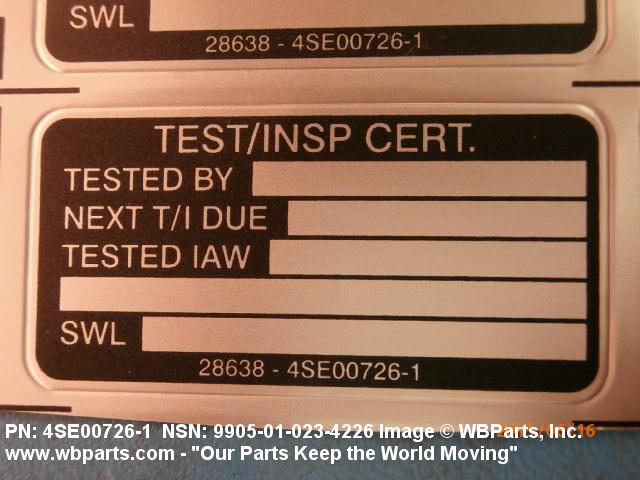 SWL
28638 - 4SE00726-1
TEST/INSP CERT.
TESTED BY
NEXT T/I DUE
TESTED IAW
SWL
28638 - 4SE00726-1
PN: 4SE00726-1 NSN: 9905-01-023-4226 Image © WBParts, Inc.
www.wbparts.com - "Our Parts Keep the World Moving"